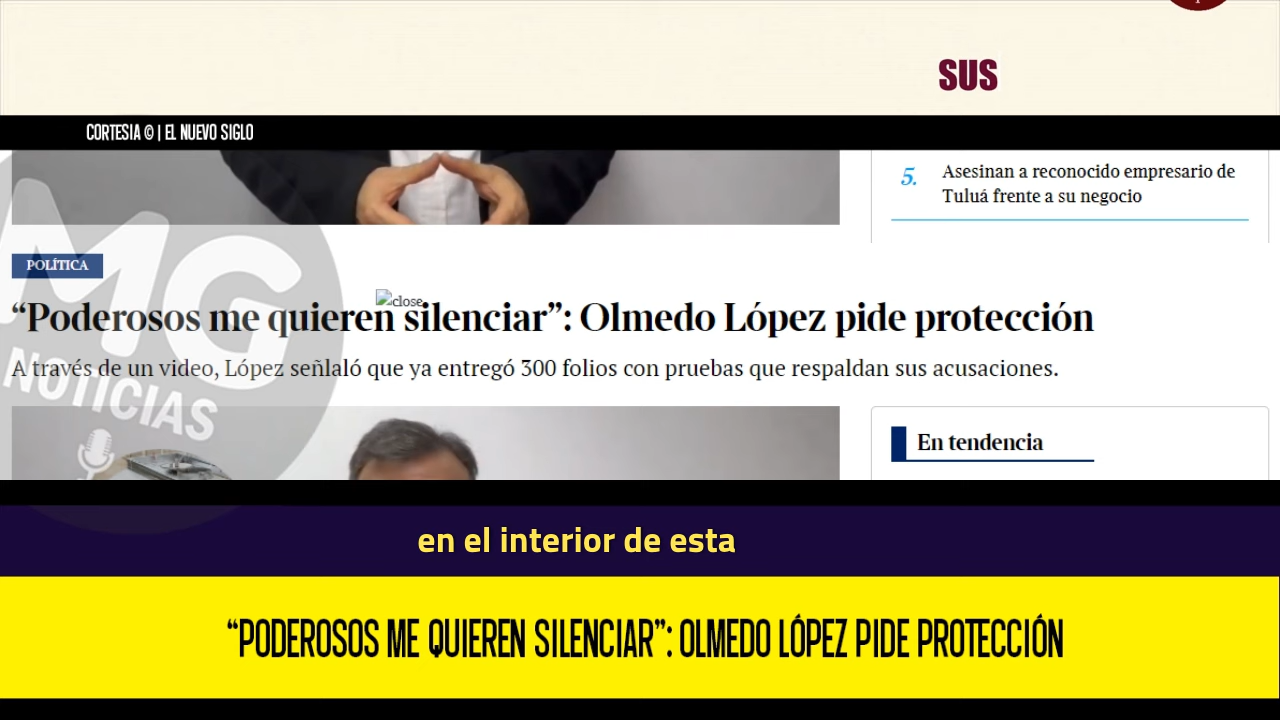 SUS
CORTESIA © | EL NUEVO SIGLO
5. Asesinan a reconocido empresario de
Tuluá frente a su negocio
POLÍTICA
close
“Poderosos me quieren silenciar”: Olmedo López pide protección
A través de un video, López señlaló que ya entregó 300 folios con pruebas que respaldan sus acusaciones.
MG
NOTICIAS
En tendencia
en el interior de esta
“PODEROSOS ME QUIEREN SILENCIAR”: OLMEDO LÓPEZ PIDE PROTECCIÓN